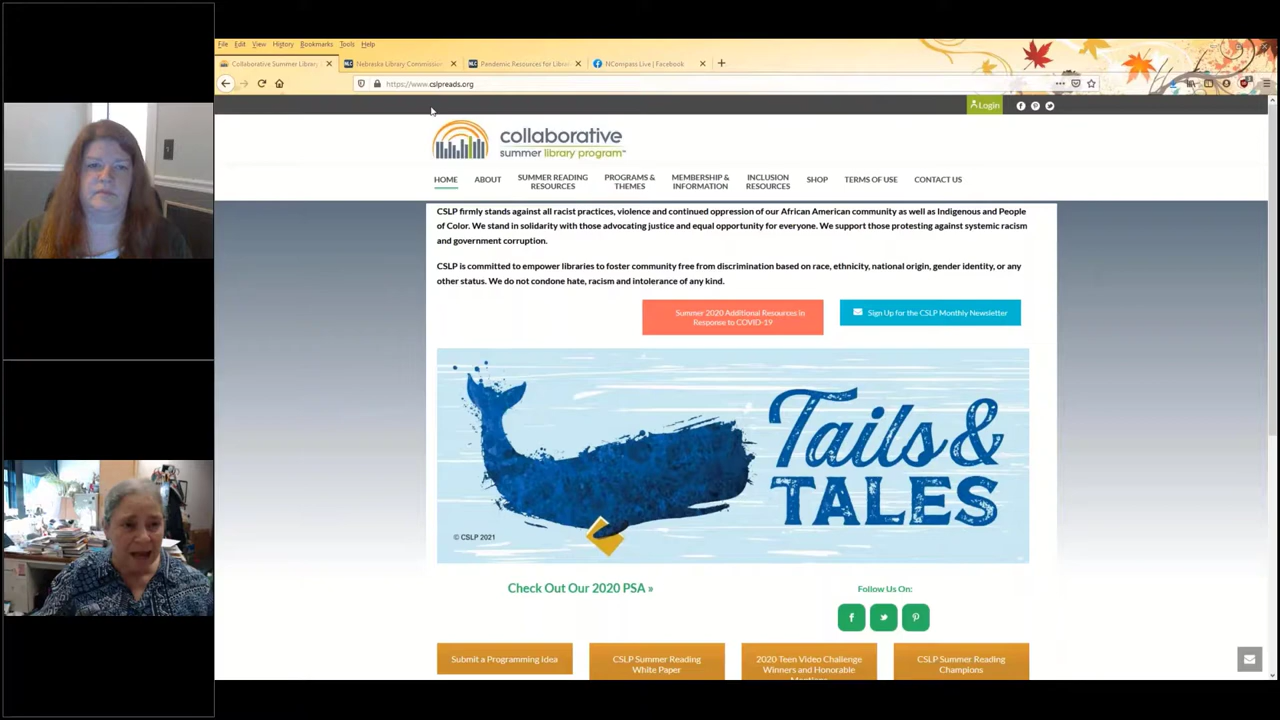 File Edit View History Bookmarks Tools Help
Collaborative Summer Library
Nebraska Library Commission
Pandemic Resources for Libr
NCompass Live | Facebook
https://www.cslpreads.org
Login
collaborative
summer library program
HOME
ABOUT
SUMMER READING
RESOURCES
PROGRAMS &
THEMES
MEMBERSHIP &
INFORMATION
INCLUSION
RESOURCES
SHOP
TERMS OF USE
CONTACT US
CSLP firmly stands against all racist practices, violence and continued oppression of our African American community as well as Indigenous and People
of Color. We stand in solidarity with those advocating justice and equal opportunity for everyone. We support those protesting against systemic racism
and government corruption.
CSLP is committed to empower libraries to foster community free from discrimination based on race, ethnicity, national origin, gender identity, or any
other status. We do not condone hate, racism and intolerance of any kind.
Summer 2020 Additional Resources in
Response to COVID-19
Sign Up for the CSLP Monthly Newsletter
Tails &
TALES
© CSLP 2021
Check Out Our 2020 PSA »
Follow Us On:
Submit a Programming Idea
CSLP Summer Reading
White Paper
2020 Teen Video Challenge
Winners and Honorable
Mentions
CSLP Summer Reading
Champions